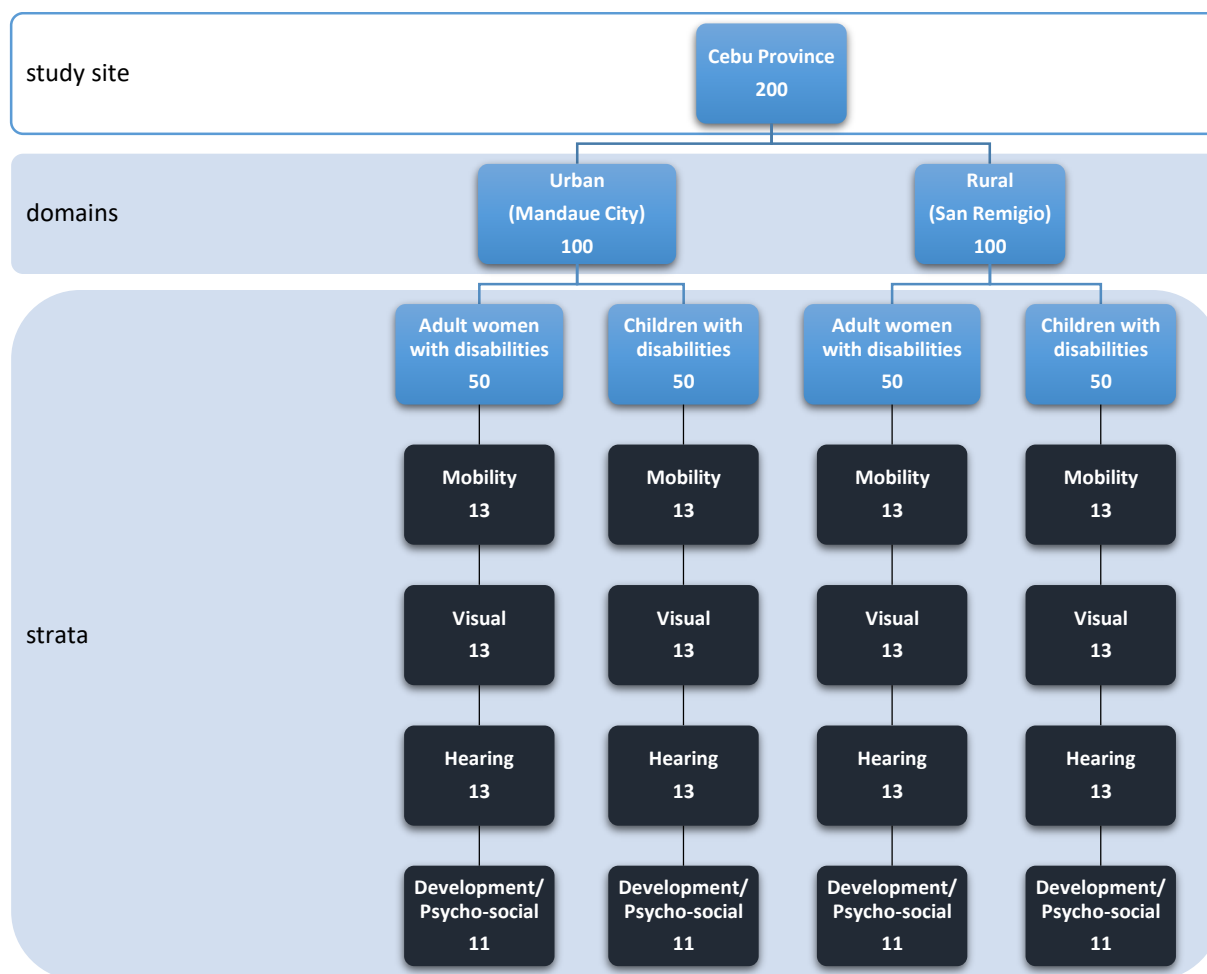 study site
Cebu Province
200
domains
Urban
(Mandaue City)
100
Rural
(San Remigio)
100
strata
Adult women
with disabilities
50
Children with
disabilities
50
Adult women
with disabilities
50
Children with
disabilities
50
Mobility
13
Mobility
13
Mobility
13
Mobility
13
Visual
13
Visual
13
Visual
13
Visual
13
Hearing
13
Hearing
13
Hearing
13
Hearing
13
Development/
Psycho-social
11
Development/
Psycho-social
11
Development/
Psycho-social
11
Development/
Psycho-social
11